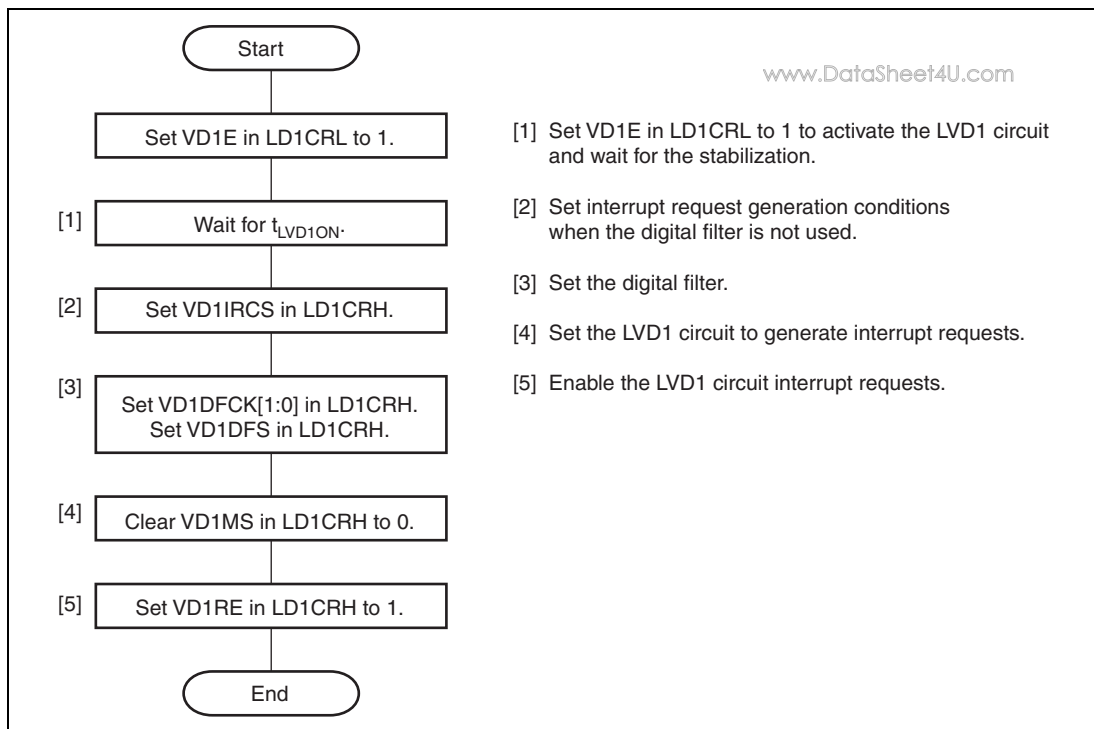 Start
www.DataSheet4U.com
Set VD1E in LD1CRL to 1.
[1] Wait for tLVD1ON.
[2] Set VD1IRCS in LD1CRH.
[3] Set VD1DFCK[1:0] in LD1CRH.
Set VD1DFS in LD1CRH.
[4] Clear VD1MS in LD1CRH to 0.
[5] Set VD1RE in LD1CRH to 1.
End
[1] Set VD1E in LD1CRL to 1 to activate the LVD1 circuit
and wait for the stabilization.
[2] Set interrupt request generation conditions
when the digital filter is not used.
[3] Set the digital filter.
[4] Set the LVD1 circuit to generate interrupt requests.
[5] Enable the LVD1 circuit interrupt requests.